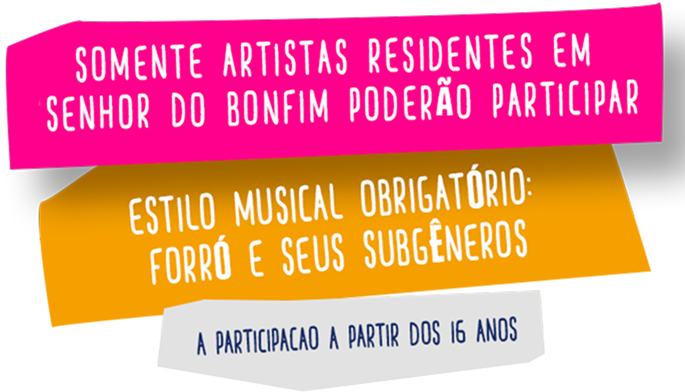 SOMENTE ARTISTAS RESIDENTES EM
SENHOR DO BONFIM PODERÃO PARTICIPAR
ESTILO MUSICAL OBRIGATÓRIO:
FORRÓ E SEUS SUBGÊNEROS
A PARTICIPACAO A PARTIR DOS 16 ANOS